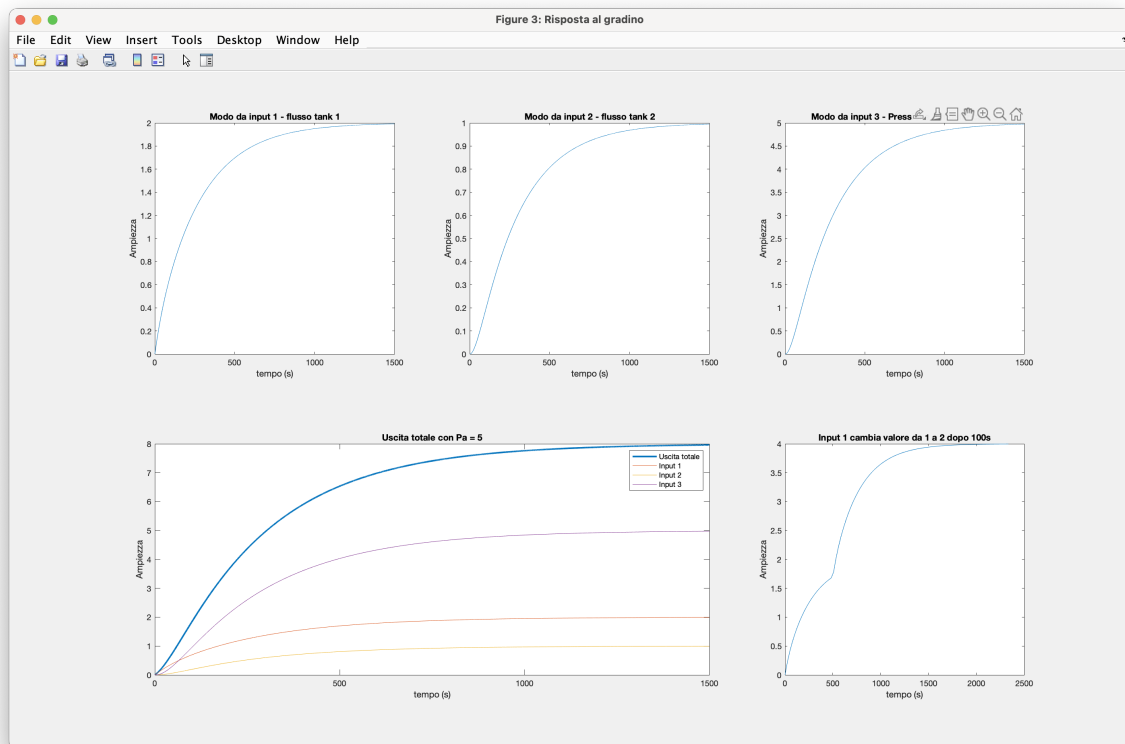 Figure 3: Risposta al gradino
File Edit View Insert Tools Desktop Window Help
Modo da input 1 - flusso tank 1
Ampiezza
2
1.8
1.6
1.4
1.2
1
0.8
0.6
0.4
0.2
0
0 500 1000 1500
tempo (s)
Modo da input 2 - flusso tank 2
Ampiezza
1
0.9
0.8
0.7
0.6
0.5
0.4
0.3
0.2
0.1
0
0 500 1000 1500
tempo (s)
Modo da input 3 - Press
Ampiezza
5
4.5
4
3.5
3
2.5
2
1.5
1
0.5
0
0 500 1000 1500
tempo (s)
Uscita totale con Pa = 5
Ampiezza
8
7
6
5
4
3
2
1
0
0 500 1000 1500
tempo (s)
Uscita totale
Input 1
Input 2
Input 3
Input 1 cambia valore da 1 a 2 dopo 100s
Ampiezza
4
3.5
3
2.5
2
1.5
1
0.5
0
0 500 1000 1500 2000 2500
tempo (s)